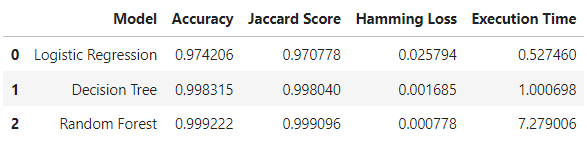 Model Accuracy Jaccard Score Hamming Loss Execution Time
0 Logistic Regression 0.974206 0.970778 0.025794 0.527460
1 Decision Tree 0.998315 0.998040 0.001685 1.000698
2 Random Forest 0.999222 0.999096 0.000778 7.279006